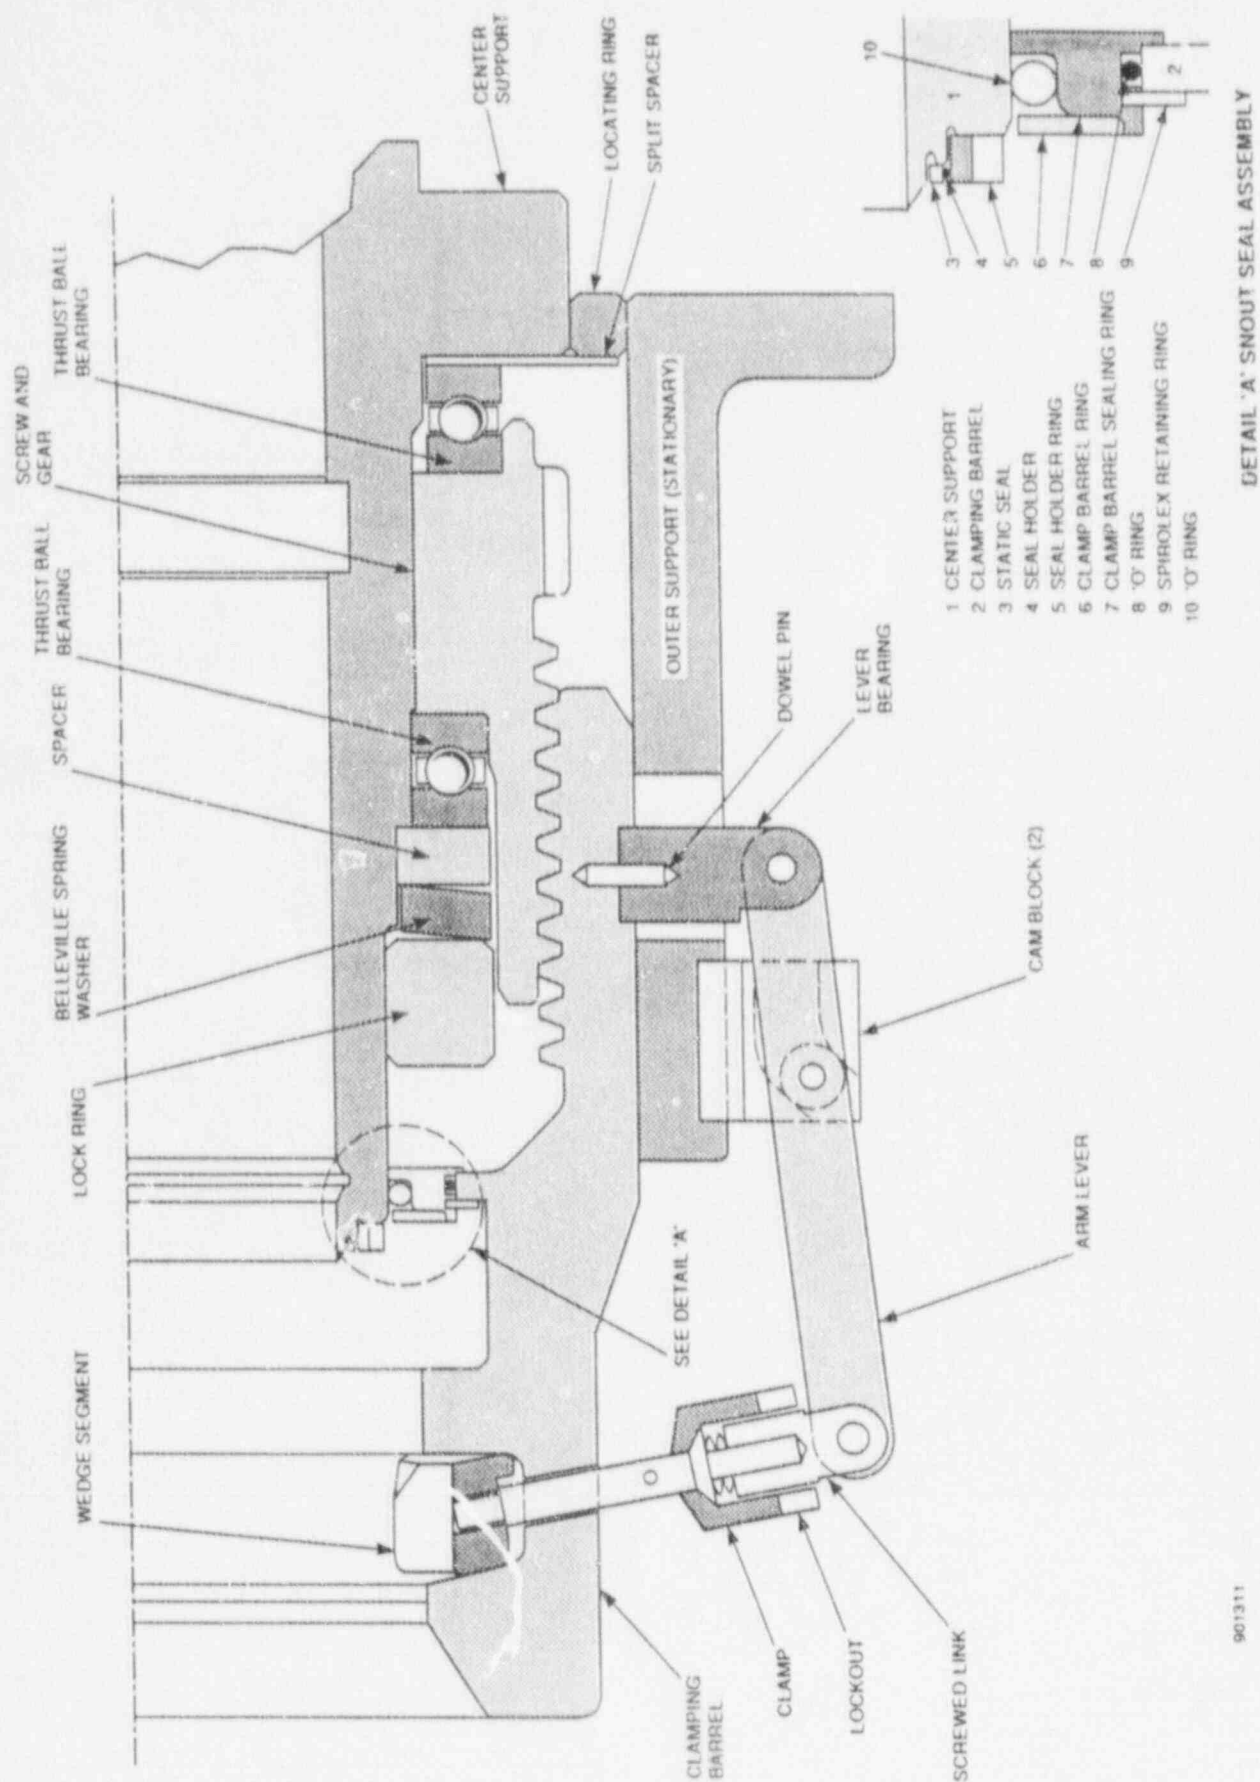 WEDGE SEGMENT
LOCK RING
BELLEVILLE SPRING
WASHER
SPACER
THRUST BALL
BEARING
SCREW AND
GEAR
THRUST BALL
BEARING
CENTER
SUPPORT
LOCATING RING
SPLIT SPACER
OUTER SUPPORT (STATIONARY)
DOWEL PIN
LEVER
BEARING
CAM BLOCK (2)
ARM LEVER
SEE DETAIL 'A'
CLAMPING
BARREL
CLAMP
LOCKOUT
SCREWED LINK
10
1
2
3
4
5
6
7
8
9
1 CENTER SUPPORT
2 CLAMPING BARREL
3 STATIC SEAL
4 SEAL HOLDER
5 SEAL HOLDER RING
6 CLAMP BARREL RING
7 CLAMP BARREL SEALING RING
8 'O' RING
9 SPIROLEX RETAINING RING
10 'O' RING
DETAIL 'A' SNOUT SEAL ASSEMBLY
901311